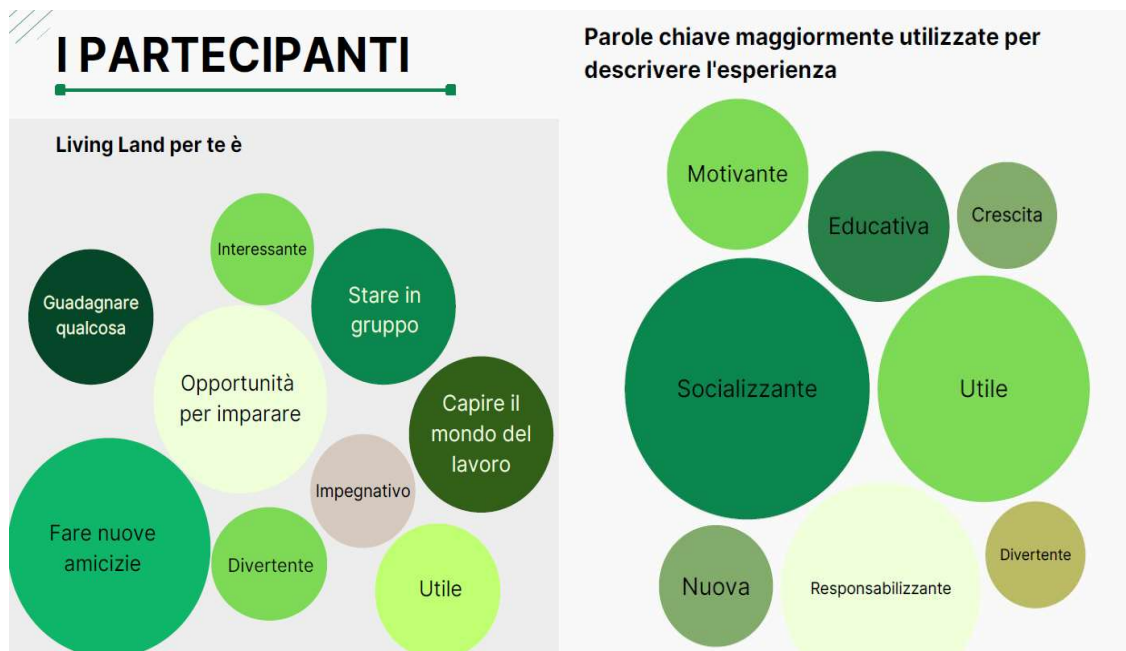 I PARTECIPANTI
Living Land per te è
Interessante
Guadagnare
qualcosa
Stare in
gruppo
Opportunità
per imparare
Capire il
mondo del
lavoro
Impegnativo
Fare nuove
amicizie
Divertente
Utile
Parole chiave maggiormente utilizzate per
descrivere l'esperienza
Motivante
Educativa
Crescita
Socializzante
Utile
Nuova
Responsabilizzante
Divertente